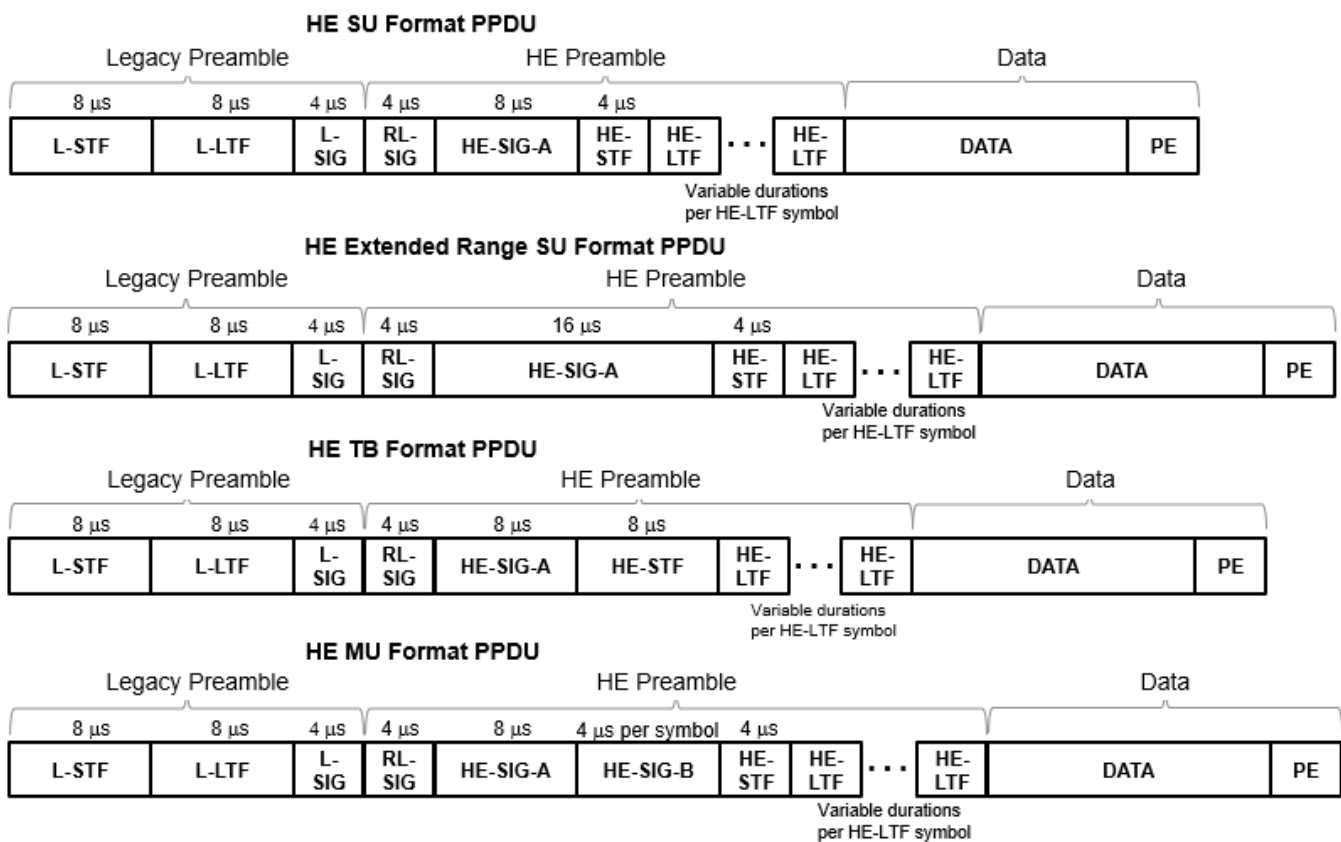 HE SU Format PPDU
Legacy Preamble HE Preamble Data
8 μs 8 μs 4 μs 4 μs 8 μs 4 μs
L-STF L-LTF L-SIG RL-SIG HE-SIG-A HE-STF HE-LTF ... HE-LTF DATA PE
Variable durations
per HE-LTF symbol
HE Extended Range SU Format PPDU
Legacy Preamble HE Preamble Data
8 μs 8 μs 4 μs 4 μs 16 μs 4 μs
L-STF L-LTF L-SIG RL-SIG HE-SIG-A HE-STF HE-LTF ... HE-LTF DATA PE
Variable durations
per HE-LTF symbol
HE TB Format PPDU
Legacy Preamble HE Preamble Data
8 μs 8 μs 4 μs 4 μs 8 μs 8 μs
L-STF L-LTF L-SIG RL-SIG HE-SIG-A HE-STF HE-LTF ... HE-LTF DATA PE
Variable durations
per HE-LTF symbol
HE MU Format PPDU
Legacy Preamble HE Preamble Data
8 μs 8 μs 4 μs 4 μs 8 μs 4 μs per symbol 4 μs
L-STF L-LTF L-SIG RL-SIG HE-SIG-A HE-SIG-B HE-STF HE-LTF ... HE-LTF DATA PE
Variable durations
per HE-LTF symbol